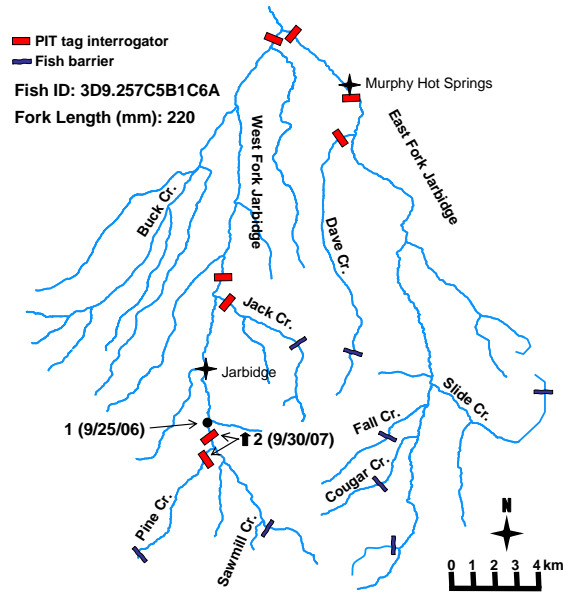 PIT tag interrogator
Fish barrier
Fish ID: 3D9.257C5B1C6A
Fork Length (mm): 220
Murphy Hot Springs
West Fork Jarbidge
East Fork Jarbidge
Buck Cr.
Dave Cr.
Jack Cr.
Jarbidge
Slide Cr.
1 (9/25/06)
2 (9/30/07)
Fall Cr.
Cougar Cr.
Pine Cr.
Sawmill Cr.
N
0 1 2 3 4 km